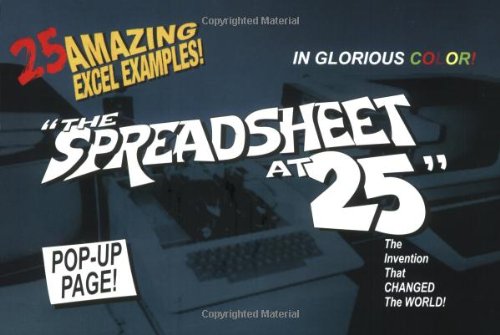 Copyrighted Material
25 AMAZING
EXCEL EXAMPLES!
IN GLORIOUS COLOR!
"THE
SPREADSHEET
AT 25"
POP-UP
PAGE!
The
Invention
That
CHANGED
The WORLD!
Copyrighted Material